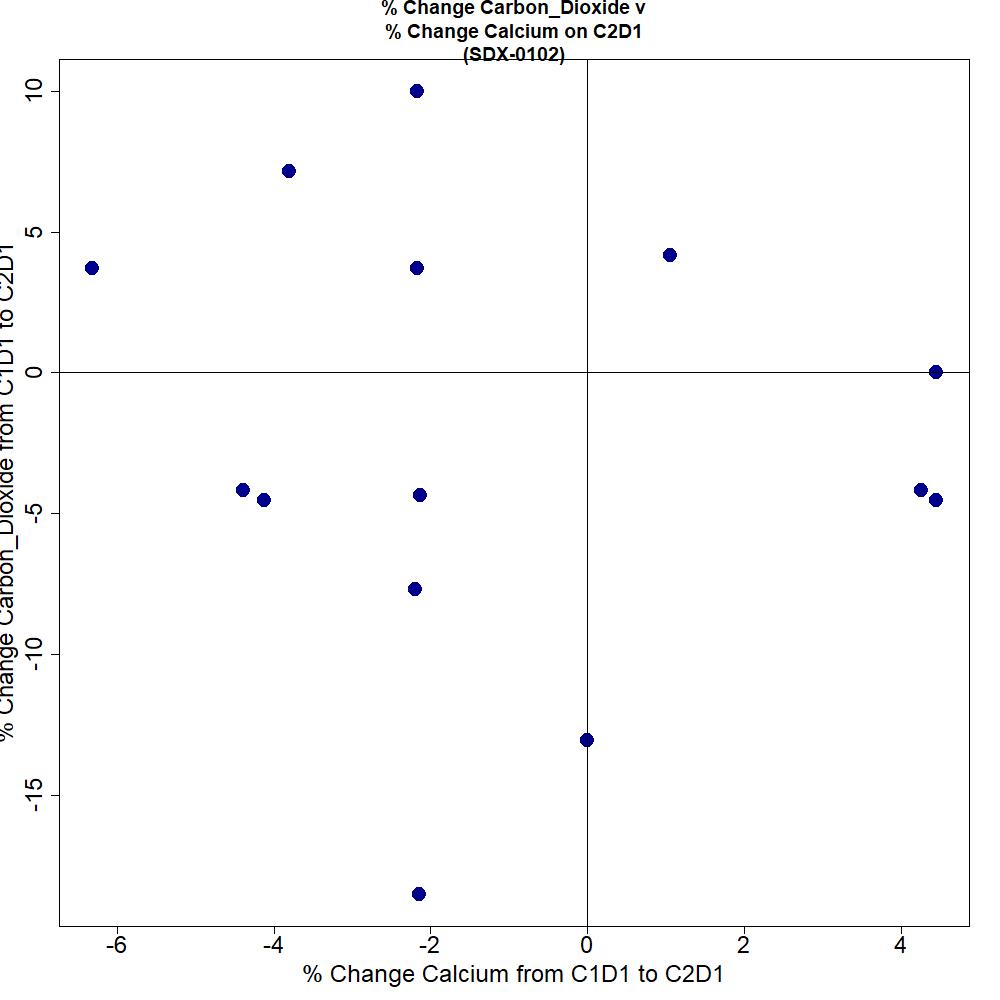 % Change Carbon_Dioxide v
% Change Calcium on C2D1
(SDX-0102)
% Change Carbon_Dioxide from C1D1 to C2D1
10
5
0
-5
-10
-15
-6
-4
-2
0
2
4
% Change Calcium from C1D1 to C2D1